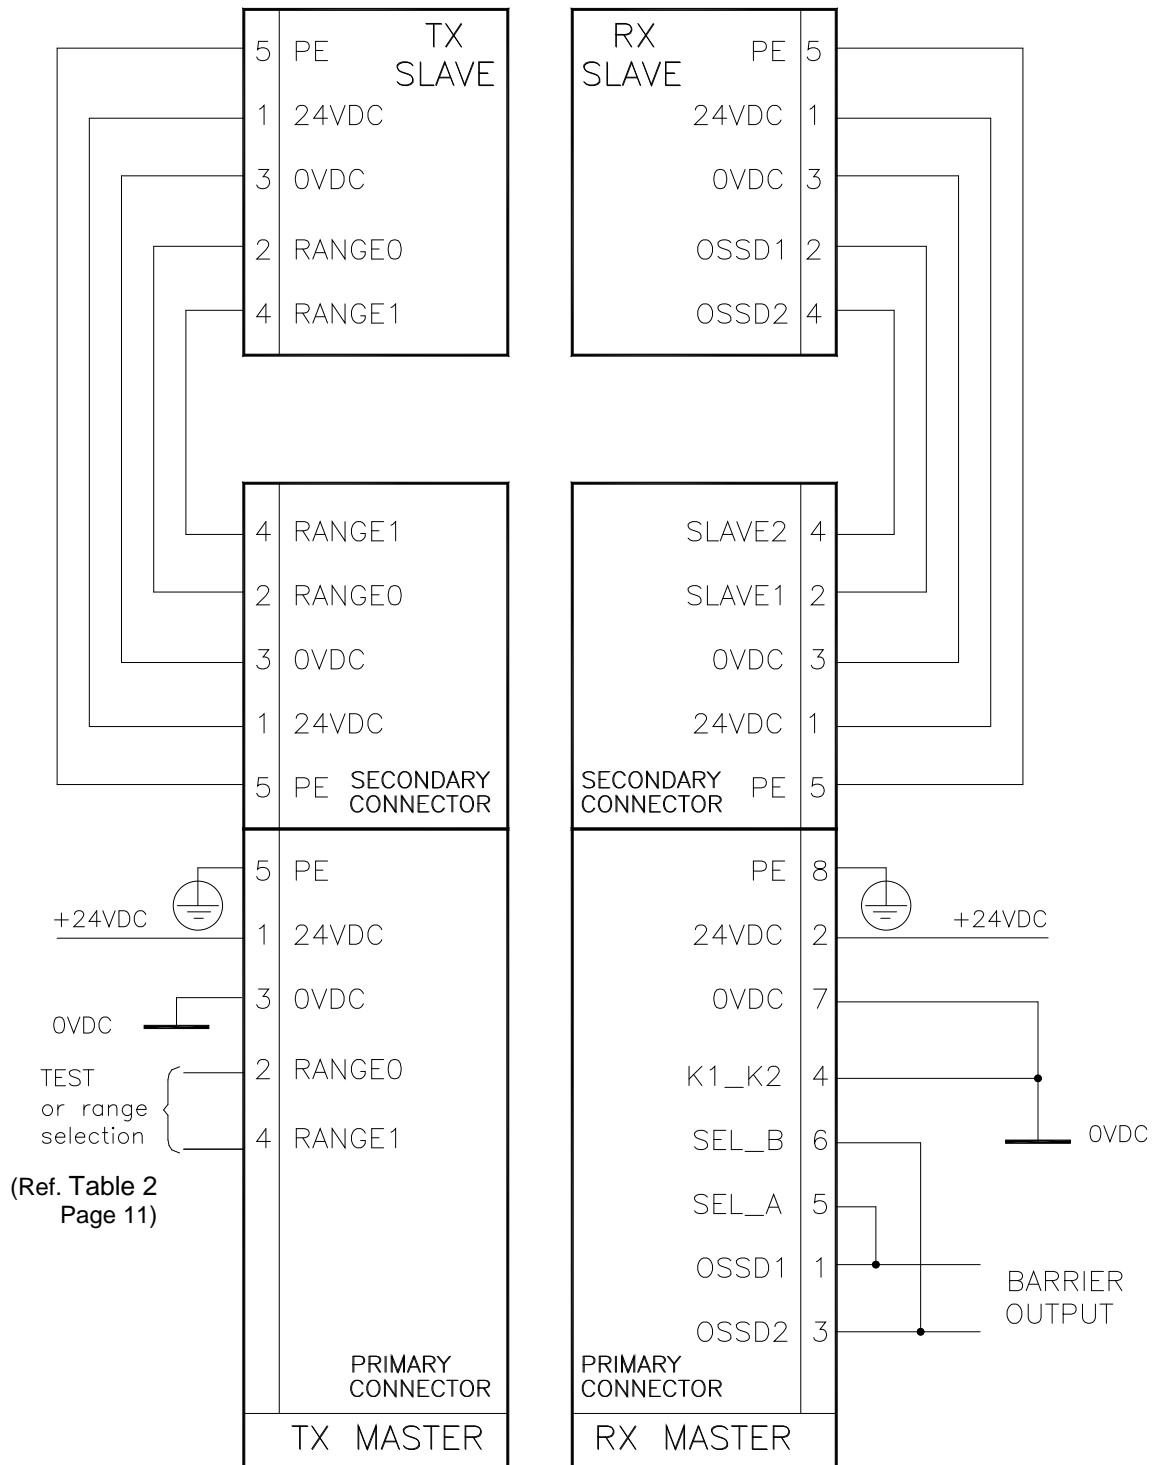 TX
SLAVE
5 PE
1 24VDC
3 0VDC
2 RANGE0
4 RANGE1
RX
SLAVE
PE 5
24VDC 1
0VDC 3
OSSD1 2
OSSD2 4
4 RANGE1
2 RANGE0
3 0VDC
1 24VDC
5 PE
SECONDARY
CONNECTOR
SLAVE2 4
SLAVE1 2
0VDC 3
24VDC 1
PE 5
SECONDARY
CONNECTOR
5 PE
+24VDC
1 24VDC
3 0VDC
0VDC
2 RANGE0
4 RANGE1
TEST
or range
selection
(Ref. Table 2
Page 11)
PRIMARY
CONNECTOR
TX MASTER
PE 8
24VDC 2
+24VDC
0VDC 7
K1_K2 4
SEL_B 6
0VDC
SEL_A 5
OSSD1 1
OSSD2 3
BARRIER
OUTPUT
PRIMARY
CONNECTOR
RX MASTER